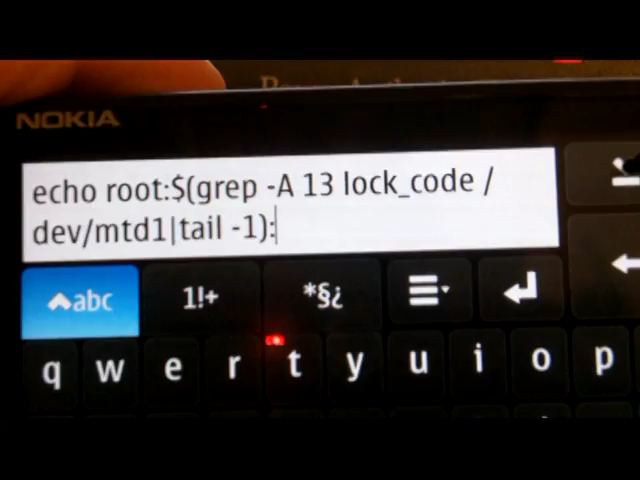 NOKIA
echo root:$(grep -A 13 lock_code /
dev/mtd1|tail -1):
abc
1!+
*§¿
q w e r t y u i o p